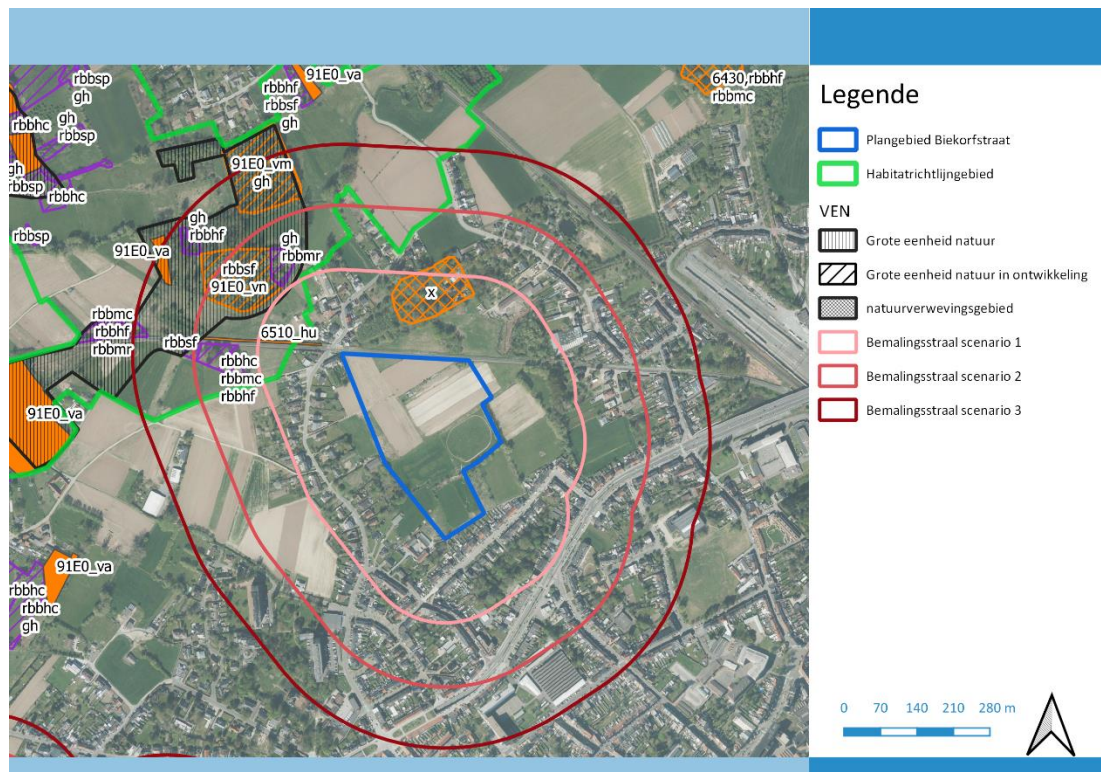 rbbsp
gh
rbbhc
gh
rbbsp
gh
rbbsp
rbbhc
rbbsp
91E0_va
rbbhf
rbbsf
gh
6430,rbbhf
rbbmc
91E0_vm
gh
gh
rbbhf
91E0_va
gh
rbbmr
rbbsf
91E0_vn
x
rbbmc
rbbhf
rbbmr
rbbsf
6510_hu
rbbhc
rbbmc
rbbhf
91E0_va
91E0_va
rbbhc
rbbhc
gh
Legende
Plangebied Biekorfstraat
Habitatrichtlijngebied
VEN
Grote eenheid natuur
Grote eenheid natuur in ontwikkeling
natuurverwevingsgebied
Bemalingsstraal scenario 1
Bemalingsstraal scenario 2
Bemalingsstraal scenario 3
0 70 140 210 280 m